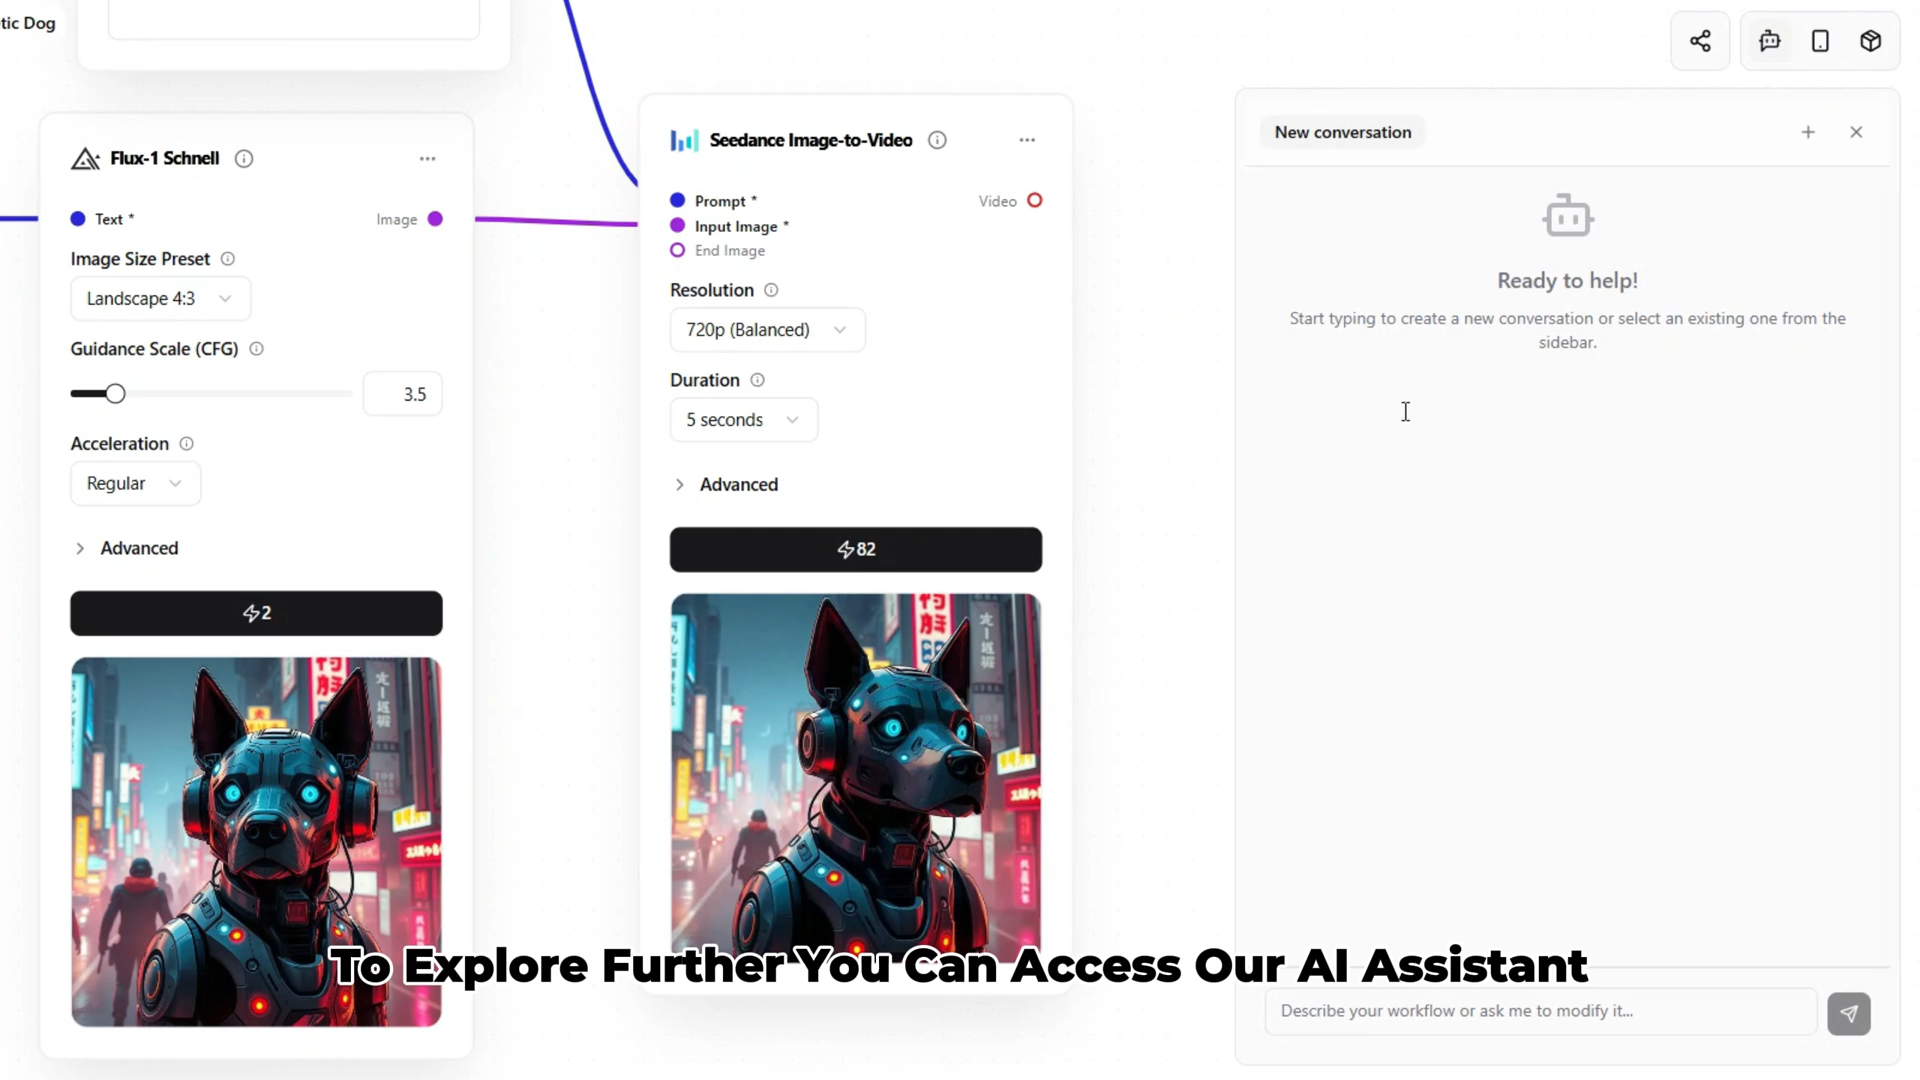 tic Dog
Flux-1 Schnell
Text *
Image
Image Size Preset
Landscape 4:3
Guidance Scale (CFG)
3.5
Acceleration
Regular
Advanced
2
Seedance Image-to-Video
Prompt *
Video
Input Image *
End Image
Resolution
720p (Balanced)
Duration
5 seconds
Advanced
82
New conversation
Ready to help!
Start typing to create a new conversation or select an existing one from the
sidebar.
To Explore Further You Can Access Our AI Assistant
Describe your workflow or ask me to modify it...